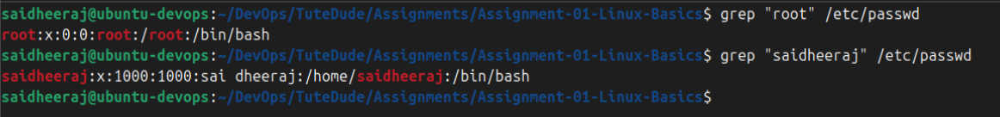 saidheeraj@ubuntu-devops:~/DevOps/TuteDude/Assignments/Assignment-01-Linux-Basics$ grep "root" /etc/passwd
root:x:0:0:root:/root:/bin/bash
saidheeraj@ubuntu-devops:~/DevOps/TuteDude/Assignments/Assignment-01-Linux-Basics$ grep "saidheeraj" /etc/passwd
saidheeraj:x:1000:1000:sai dheeraj:/home/saidheeraj:/bin/bash
saidheeraj@ubuntu-devops:~/DevOps/TuteDude/Assignments/Assignment-01-Linux-Basics$